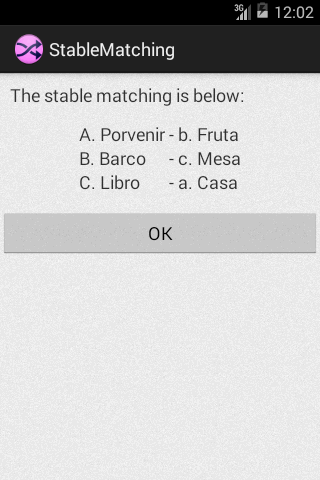 3G 12:02
StableMatching
The stable matching is below:
A. Porvenir - b. Fruta
B. Barco - c. Mesa
C. Libro - a. Casa
OK